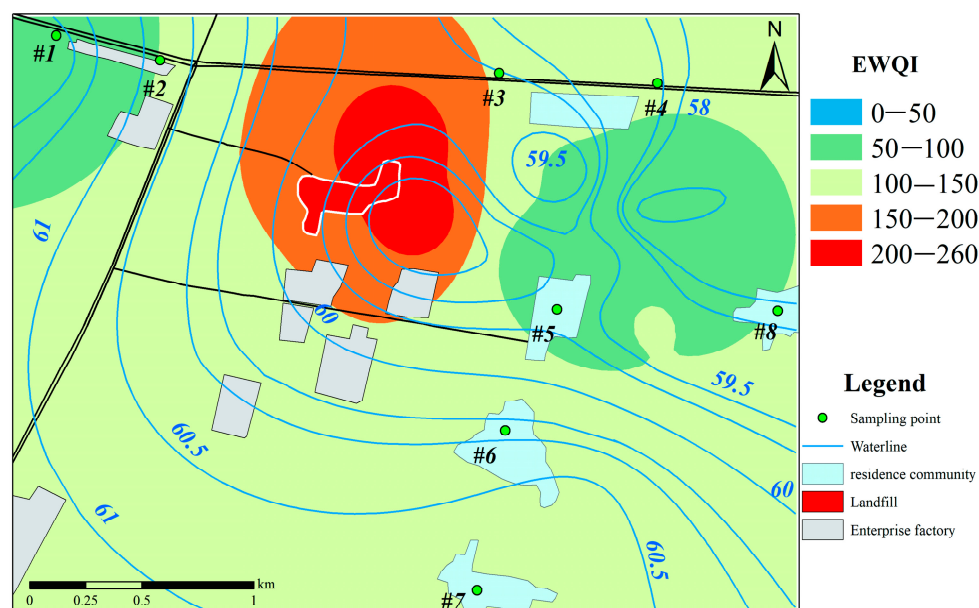 N
#1
#2
#3
#4
58
59.5
61
#5
#8
60
59.5
#6
60.5
60
61
60.5
#7
km
0 0.25 0.5 1
EWQI
0—50
50—100
100—150
150—200
200—260
Legend
Sampling point
Waterline
residence community
Landfill
Enterprise factory